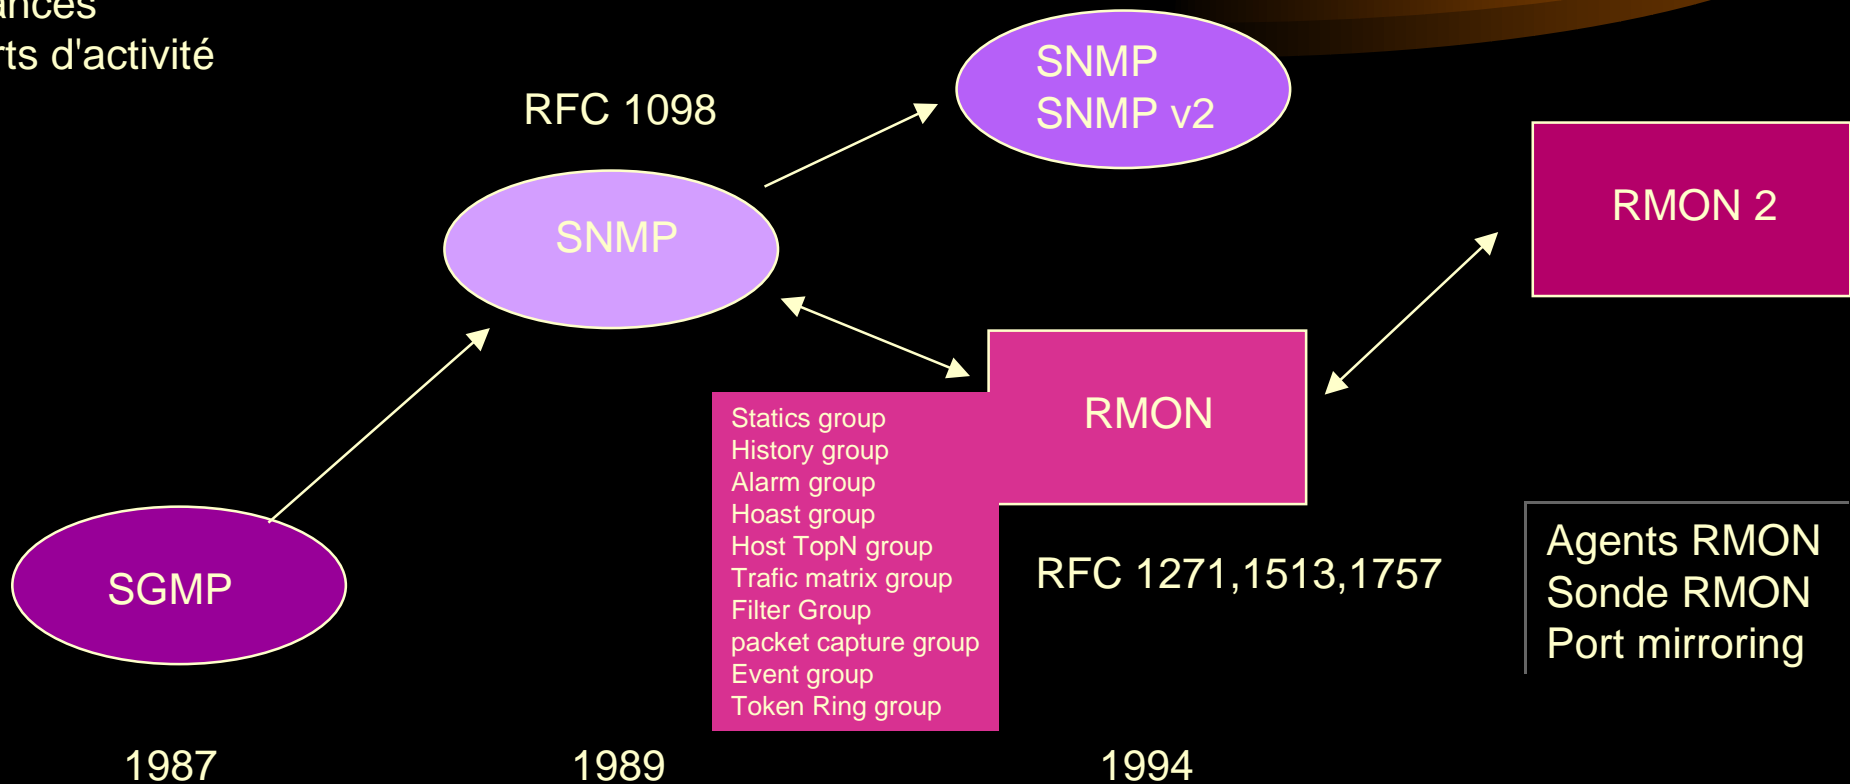 rts d'activité
RFC 1098
SNMP
SNMP v2
SNMP
RMON 2
RMON
Statics group
History group
Alarm group
Hoast group
Host TopN group
Trafic matrix group
Filter Group
packet capture group
Event group
Token Ring group
RFC 1271,1513,1757
SGMP
Agents RMON
Sonde RMON
Port mirroring
1987
1989
1994